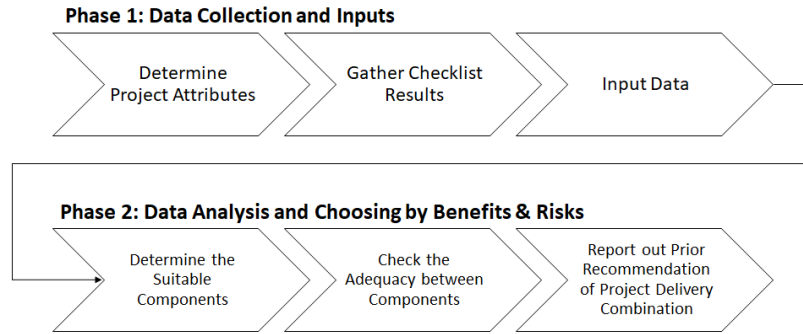 Phase 1: Data Collection and Inputs
Determine
Project Attributes
Gather Checklist
Results
Input Data
Phase 2: Data Analysis and Choosing by Benefits & Risks
Determine the
Suitable
Components
Check the
Adequacy between
Components
Report out Prior
Recommendation
of Project Delivery
Combination